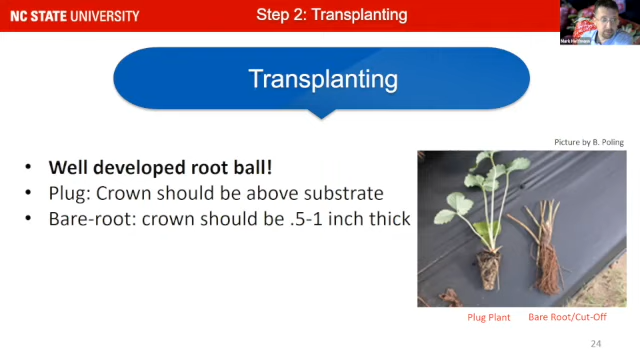 NC STATE UNIVERSITY
Step 2: Transplanting
Transplanting
Picture by B. Poling
• Well developed root ball!
• Plug: Crown should be above substrate
• Bare-root: crown should be .5-1 inch thick
Plug Plant
Bare Root/Cut-Off
24